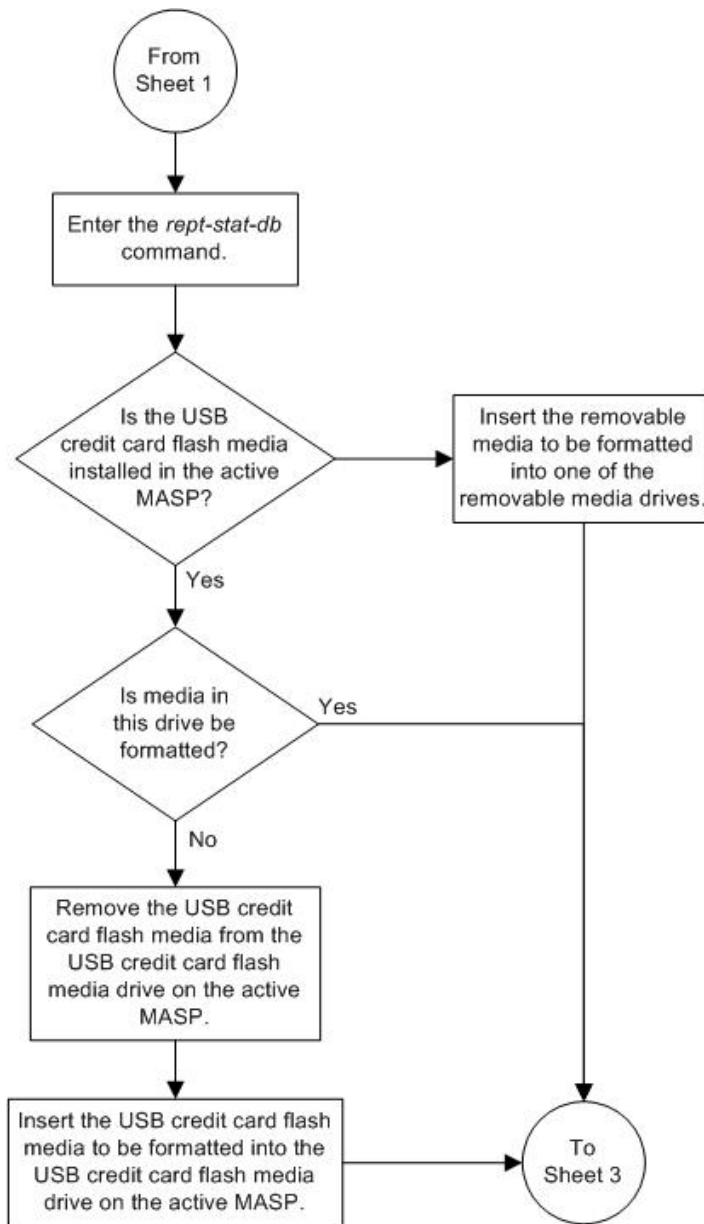 From
Sheet 1
Enter the rept-stat-db
command.
Is the USB
credit card flash media
installed in the active
MASP?
Insert the removable
media to be formatted
into one of the
removable media drives.
Yes
Is media in
this drive be
formatted?
Yes
No
Remove the USB credit
card flash media from the
USB credit card flash
media drive on the active
MASP.
Insert the USB credit card flash
media to be formatted into the
USB credit card flash media
drive on the active MASP.
To
Sheet 3